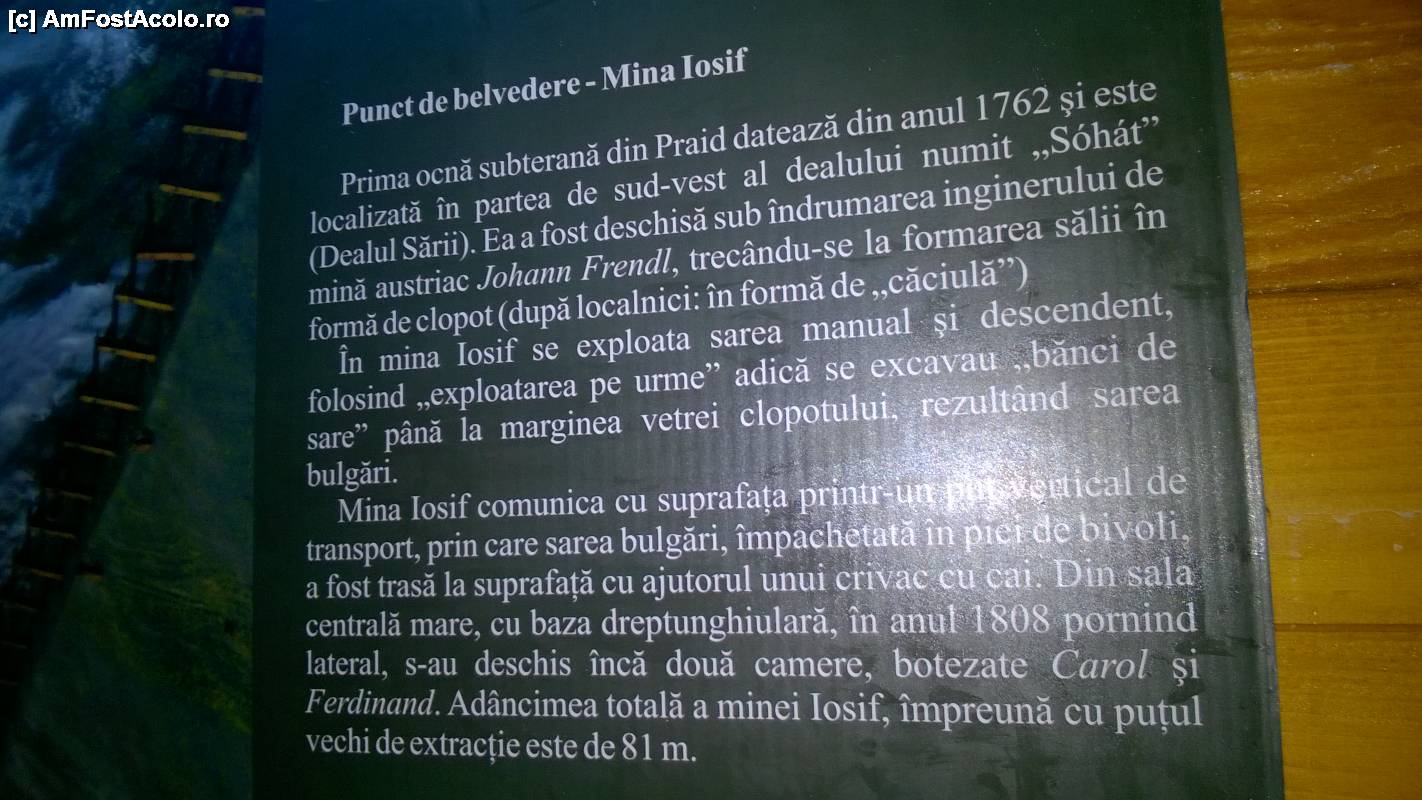 [c] AmFostAcolo.ro
Punct de belvedere - Mina Iosif
Prima ocnă subterană din Praid datează din anul 1762 şi este
localizată în partea de sud-vest al dealului numit „Sóhát”
(Dealul Sării). Ea a fost deschisă sub îndrumarea inginerului de
mină austriac Johann Frendl, trecându-se la formarea sălii în
formă de clopot (după localnici: în formă de „căciulă”)
În mina Iosif se exploata sarea manual şi descendent,
folosind „exploatarea pe urme” adică se excavau „bănci de
sare” până la marginea vetrei clopotului, rezultând sarea
bulgări.
Mina Iosif comunica cu suprafaţa printr-un puţ vertical de
transport, prin care sarea bulgări, împachetată în piei de bivoli,
a fost trasă la suprafaţă cu ajutorul unui crivac cu cai. Din sala
centrală mare, cu baza dreptunghiulară, în anul 1808 pornind
lateral, s-au deschis încă două camere, botezate Carol şi
Ferdinand. Adâncimea totală a minei Iosif, împreună cu puţul
vechi de extracţie este de 81 m.